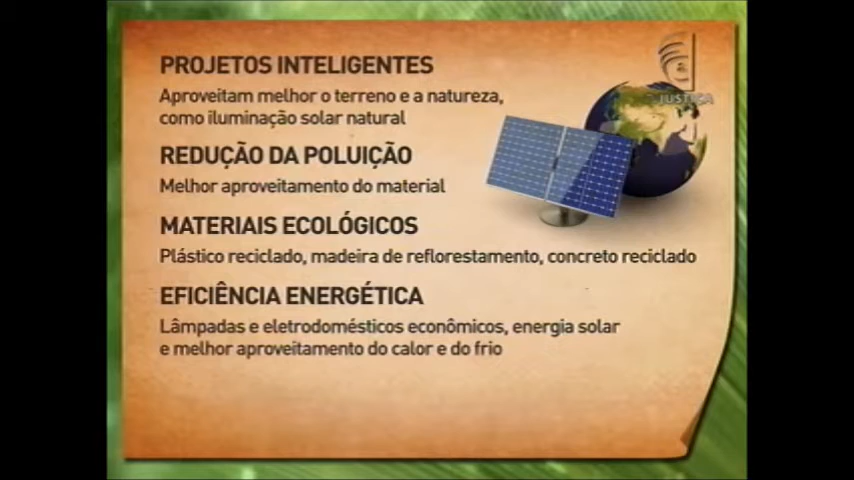 PROJETOS INTELIGENTES
Aproveitam melhor o terreno e a natureza,
como iluminação solar natural
REDUÇÃO DA POLUIÇÃO
Melhor aproveitamento do material
MATERIAIS ECOLÓGICOS
Plástico reciclado, madeira de reflorestamento, concreto reciclado
EFICIÊNCIA ENERGÉTICA
Lâmpadas e eletrodomésticos econômicos, energia solar
e melhor aproveitamento do calor e do frio
JUSTIÇA